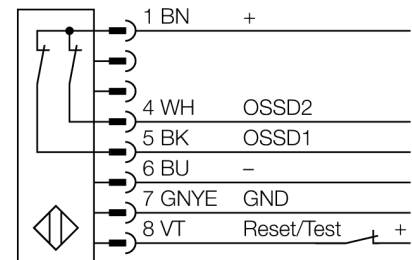 1 BN +
4 WH OSSD2
5 BK OSSD1
6 BU –
7 GNYE GND
8 VT Reset/Test +